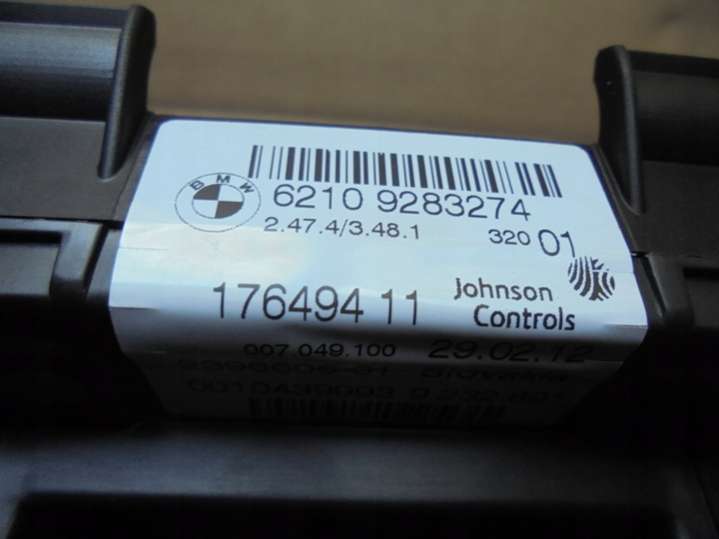 BMW
6210 9283274
2.47.4/3.48.1 320 01
176494 11
Johnson
Controls
007 049.100 29.02.12